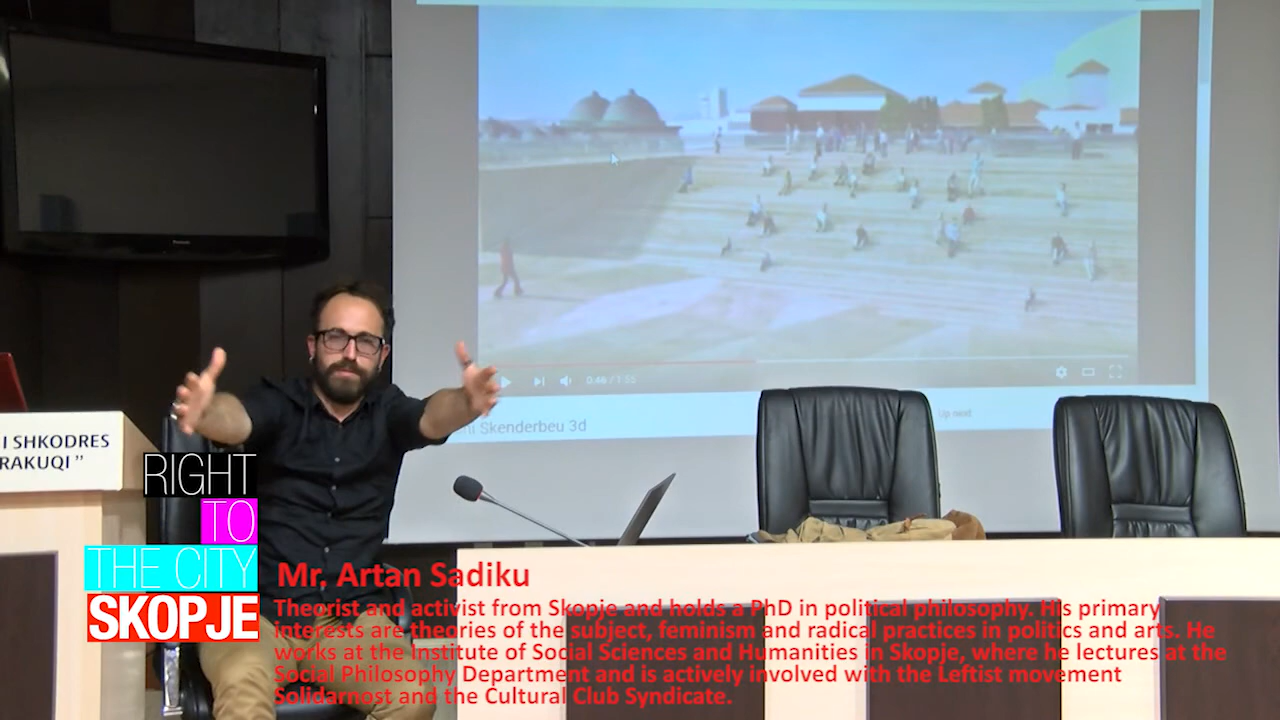 I SHKODRES
RAKUQI ”
Panasonic
0:46 / 1:55
Up next
Skenderbeu 3d
RIGHT
TO
THE CITY
SKOPJE
Mr. Artan Sadiku
Theorist and activist from Skopje and holds a PhD in political philosophy. His primary
interests are theories of the subject, feminism and radical practices in politics and arts. He
works at the Institute of Social Sciences and Humanities in Skopje, where he lectures at the
Social Philosophy Department and is actively involved with the Leftist movement
Solidarnost and the Cultural Club Syndicate.